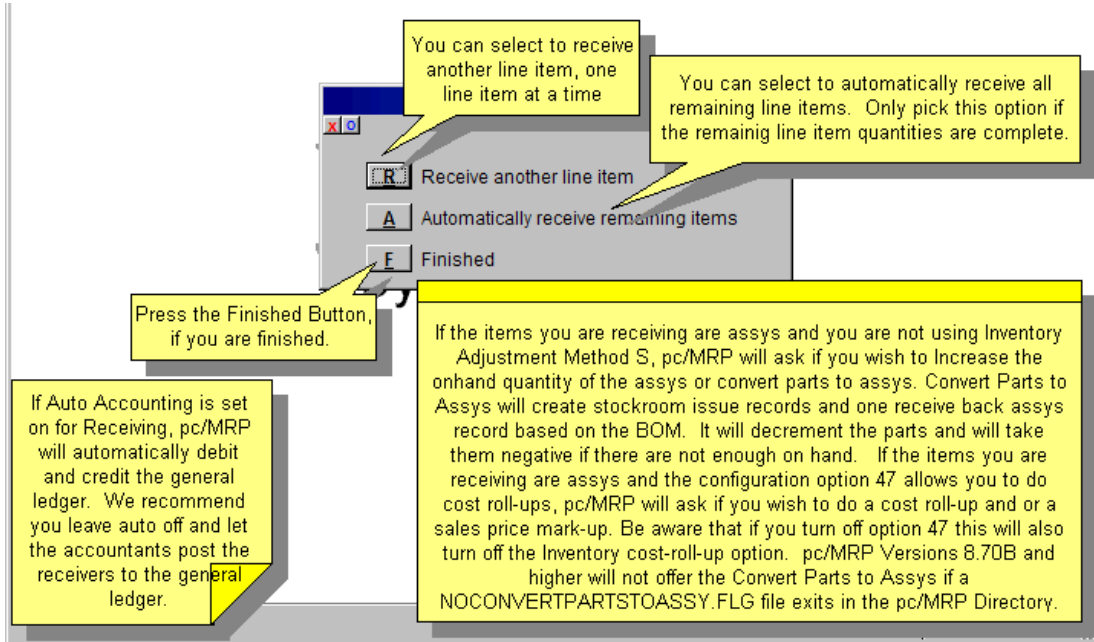 You can select to receive
another line item, one
line item at a time
You can select to automatically receive all
remaining line items.  Only pick this option if
the remainig line item quantities are complete.
X O
R Receive another line item
A Automatically receive remaining items
F Finished
Press the Finished Button,
if you are finished.
If Auto Accounting is set
on for Receiving, pc/MRP
will automatically debit
and credit the general
ledger.  We recommend
you leave auto off and let
the accountants post the
receivers to the general
ledger.
If the items you are receiving are assys and you are not using Inventory
Adjustment Method S, pc/MRP will ask if you wish to Increase the
onhand quantity of the assys or convert parts to assys. Convert Parts to
Assys will create stockroom issue records and one receive back assys
record based on the BOM.  It will decrement the parts and will take
them negative if there are not enough on hand.   If the items you are
receiving are assys and the configuration option 47 allows you to do
cost roll-ups, pc/MRP will ask if you wish to do a cost roll-up and or a
sales price mark-up. Be aware that if you turn off option 47 this will also
turn off the Inventory cost-roll-up option.  pc/MRP Versions 8.70B and
higher will not offer the Convert Parts to Assys if a
NOCONVERTPARTSTOASSY.FLG file exits in the pc/MRP Directory.